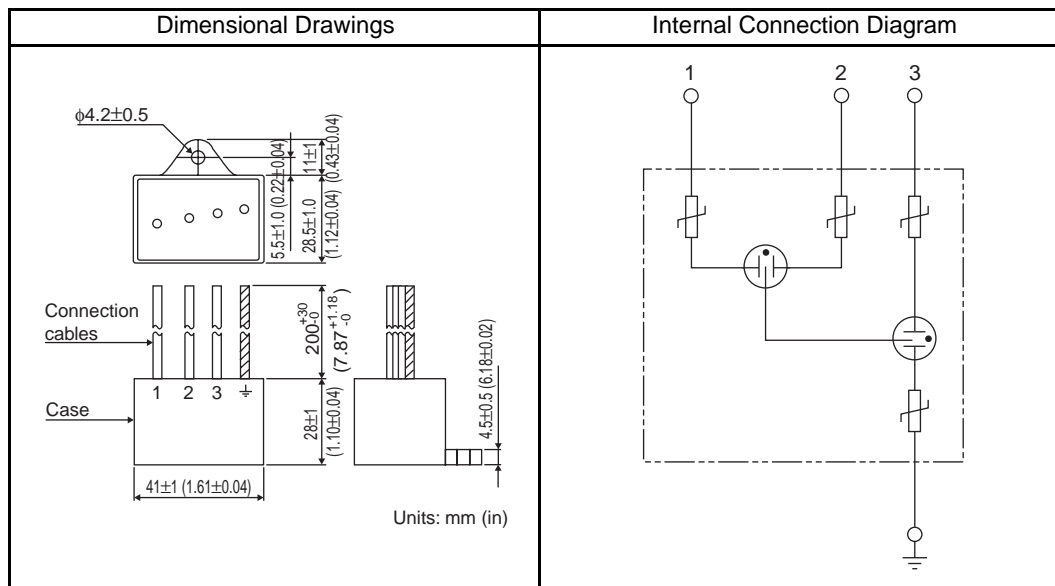 Dimensional Drawings
Internal Connection Diagram
ϕ4.2±0.5
5.5±1.0 (0.22±0.04)
11±1
(0.43±0.04)
28.5±1.0
(1.12±0.04)
Connection
cables
200+30-0
(7.87+1.18-0)
1 2 3
Case
28±1
(1.10±0.04)
4.5±0.5 (6.18±0.02)
41±1 (1.61±0.04)
Units: mm (in)
1 2 3